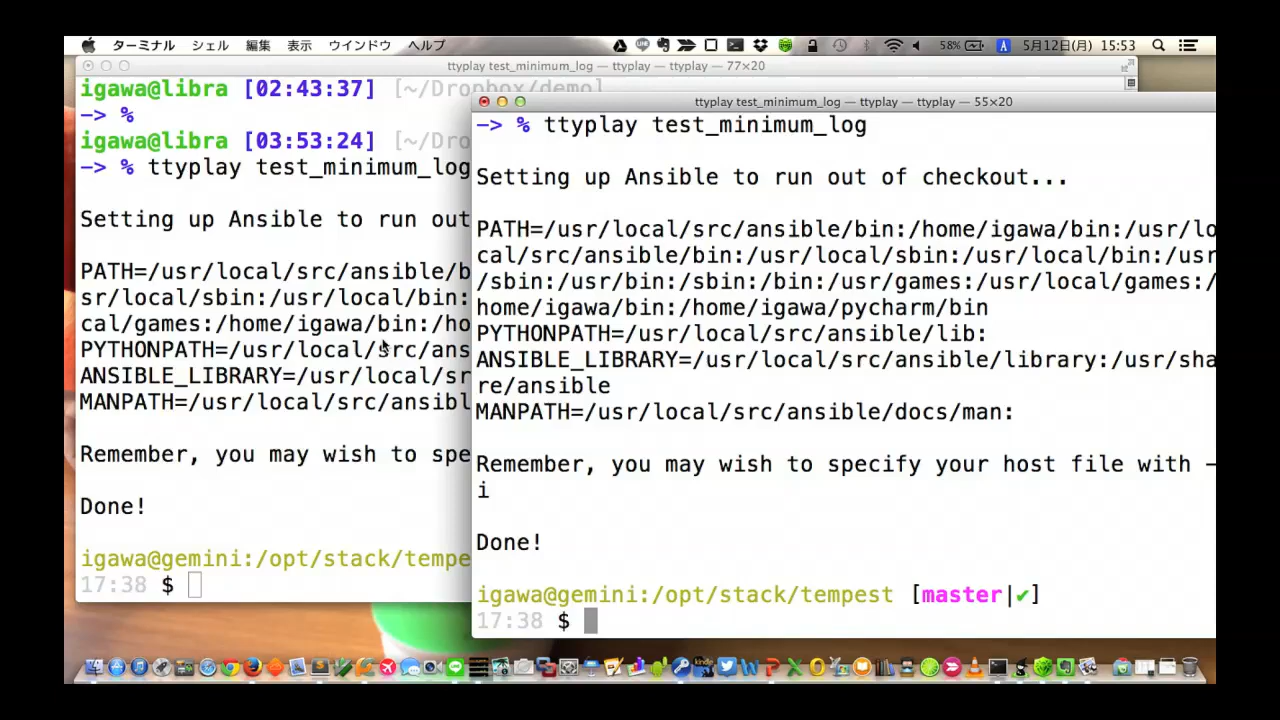 ターミナル シェル 編集 表示 ウインドウ ヘルプ 58% A 5月12日(月) 15:53
ttyplay test_minimum_log — ttyplay — ttyplay — 77×20
igawa@libra [02:43:37] [~/Dropbox/demo]
-> %
igawa@libra [03:53:24] [~/Dro
-> % ttyplay test_minimum_log
Setting up Ansible to run out
PATH=/usr/local/src/ansible/b
sr/local/sbin:/usr/local/bin:
cal/games:/home/igawa/bin:/ho
PYTHONPATH=/usr/local/src/ans
ANSIBLE_LIBRARY=/usr/local/sr
MANPATH=/usr/local/src/ansibl
Remember, you may wish to spe
Done!
igawa@gemini:/opt/stack/tempe
17:38 $
ttyplay test_minimum_log — ttyplay — ttyplay — 55×20
-> % ttyplay test_minimum_log
Setting up Ansible to run out of checkout...
PATH=/usr/local/src/ansible/bin:/home/igawa/bin:/usr/lo
cal/src/ansible/bin:/usr/local/sbin:/usr/local/bin:/usr
/sbin:/usr/bin:/sbin:/bin:/usr/games:/usr/local/games:/
home/igawa/bin:/home/igawa/pycharm/bin
PYTHONPATH=/usr/local/src/ansible/lib:
ANSIBLE_LIBRARY=/usr/local/src/ansible/library:/usr/sha
re/ansible
MANPATH=/usr/local/src/ansible/docs/man:
Remember, you may wish to specify your host file with -
i
Done!
igawa@gemini:/opt/stack/tempest [master|✔]
17:38 $